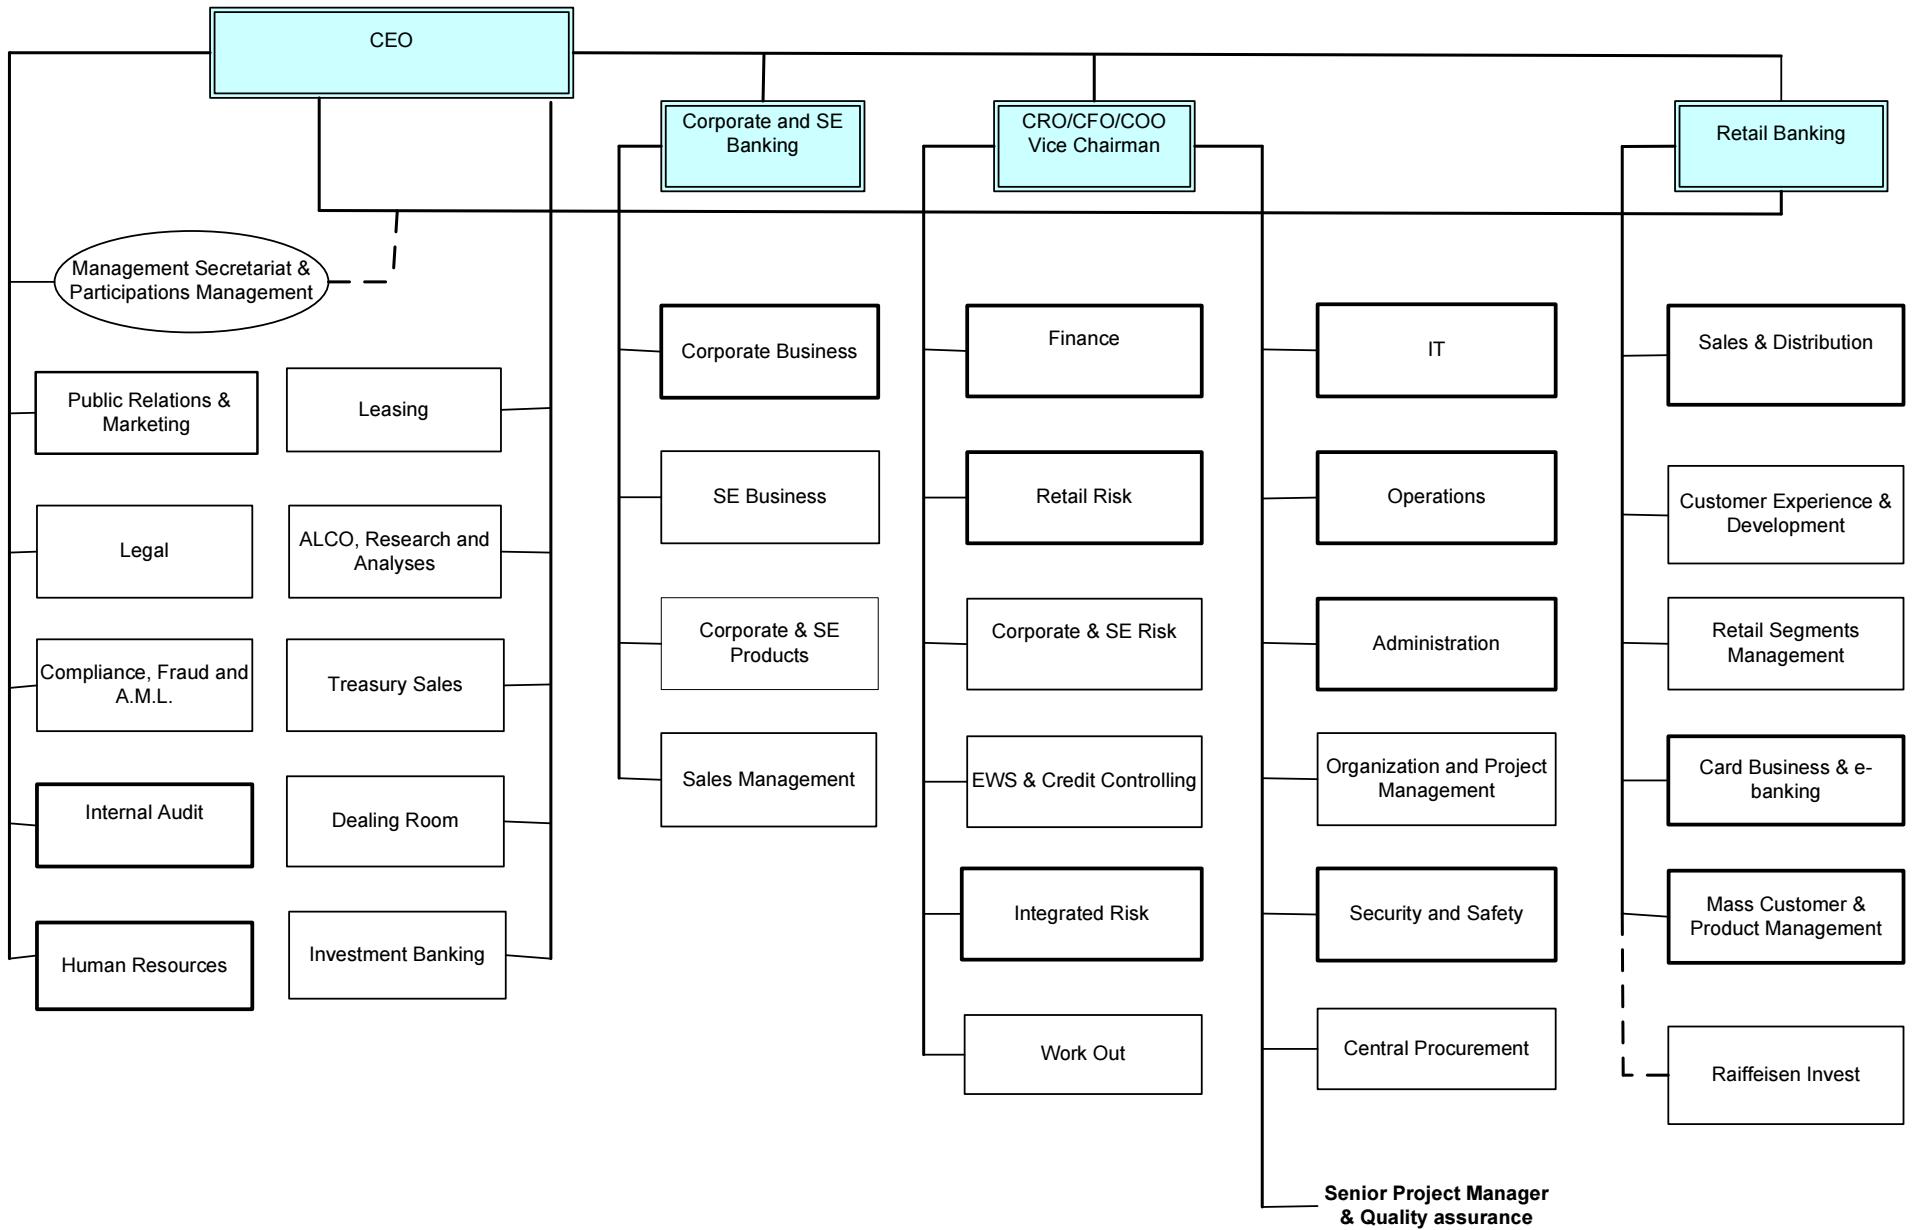 CEO
Corporate and SE
Banking
CRO/CFO/COO
Vice Chairman
Retail Banking
Management Secretariat &
Participations Management
Public Relations &
Marketing
Legal
Compliance, Fraud and
A.M.L.
Internal Audit
Human Resources
Leasing
ALCO, Research and
Analyses
Treasury Sales
Dealing Room
Investment Banking
Corporate Business
SE Business
Corporate & SE
Products
Sales Management
Finance
Retail Risk
Corporate & SE Risk
EWS & Credit Controlling
Integrated Risk
Work Out
IT
Operations
Administration
Organization and Project
Management
Security and Safety
Central Procurement
Senior Project Manager
& Quality assurance
Sales & Distribution
Customer Experience &
Development
Retail Segments
Management
Card Business & e-
banking
Mass Customer &
Product Management
Raiffeisen Invest